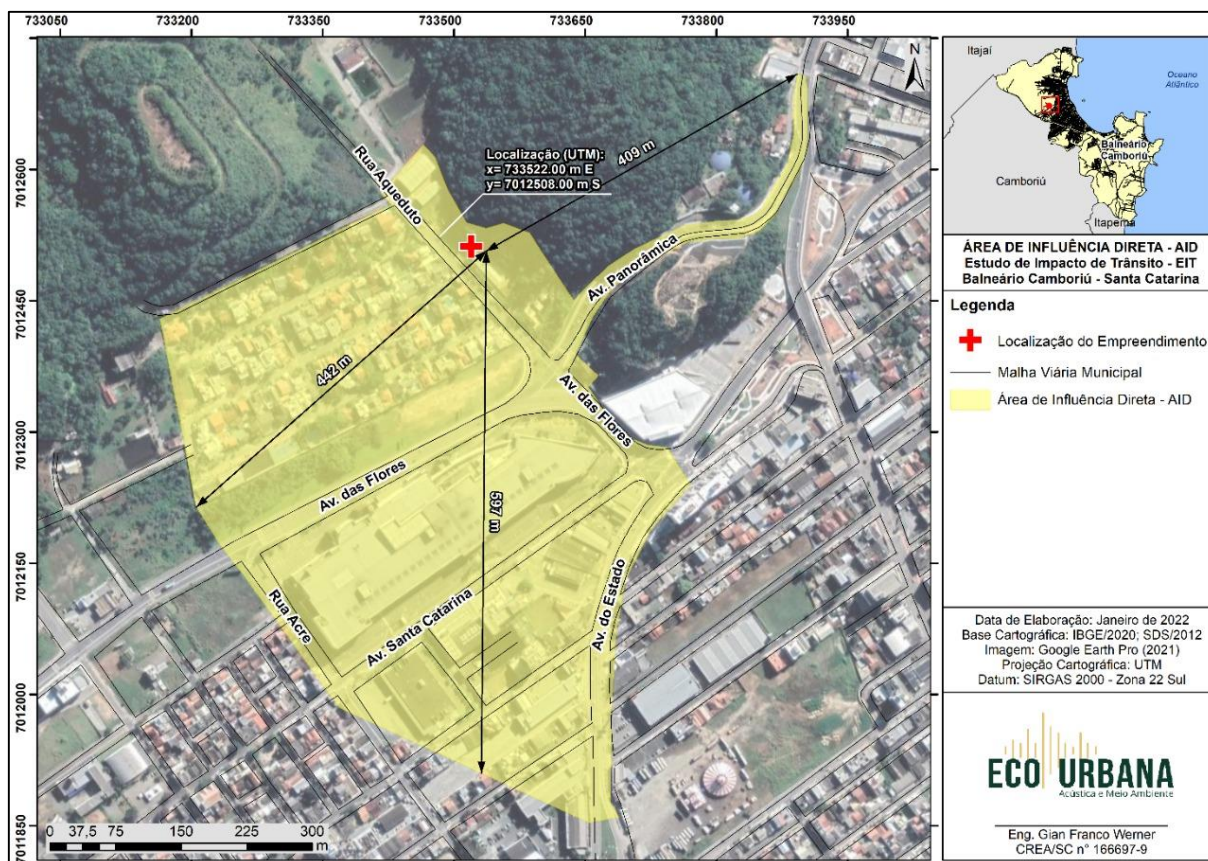 733050 733200 733350 733500 733650 733800 733950
7012600
7012450
7012300
7012150
7012000
7011850
N
Rua Aqueduto
Localização (UTM):
x= 733522.00 m E
y= 7012508.00 m S
409 m
Av. Panorâmica
442 m
Av. das Flores
Av. das Flores
597 m
Rua Acre
Av. Santa Catarina
Av. do Estado
0 37,5 75 150 225 300
m
Itajaí
Oceano
Atlântico
Balneário
Camboriú
Camboriú
Itapema
ÁREA DE INFLUÊNCIA DIRETA - AID
Estudo de Impacto de Trânsito - EIT
Balneário Camboriú - Santa Catarina
Legenda
Localização do Empreendimento
Malha Viária Municipal
Área de Influência Direta - AID
Data de Elaboração: Janeiro de 2022
Base Cartográfica: IBGE/2020; SDS/2012
Imagem: Google Earth Pro (2021)
Projeção Cartográfica: UTM
Datum: SIRGAS 2000 - Zona 22 Sul
ECO URBANA
Acústica e Meio Ambiente
Eng. Gian Franco Werner
CREA/SC n° 166697-9